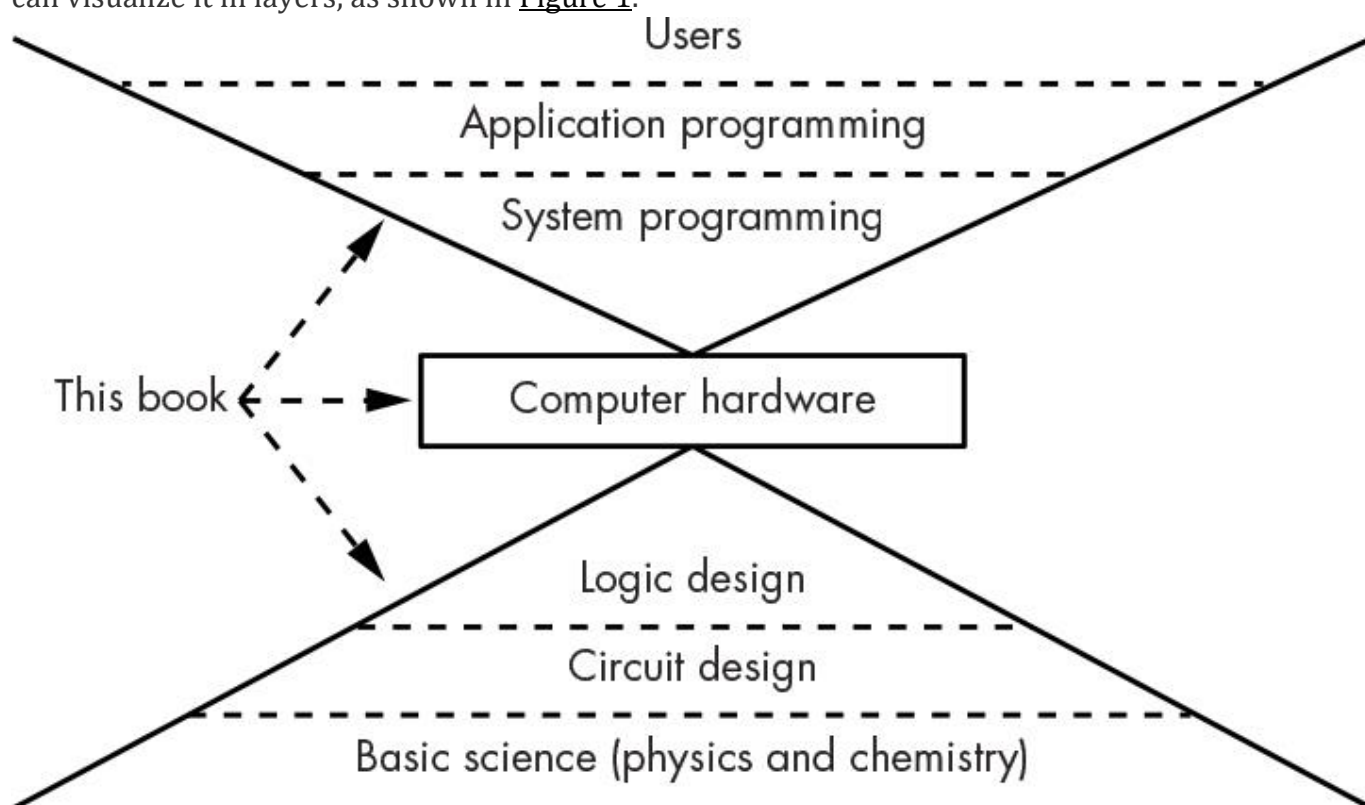 can visualize it in layers, as shown in Figure 1.
Users
Application programming
System programming
This book
Computer hardware
Logic design
Circuit design
Basic science (physics and chemistry)